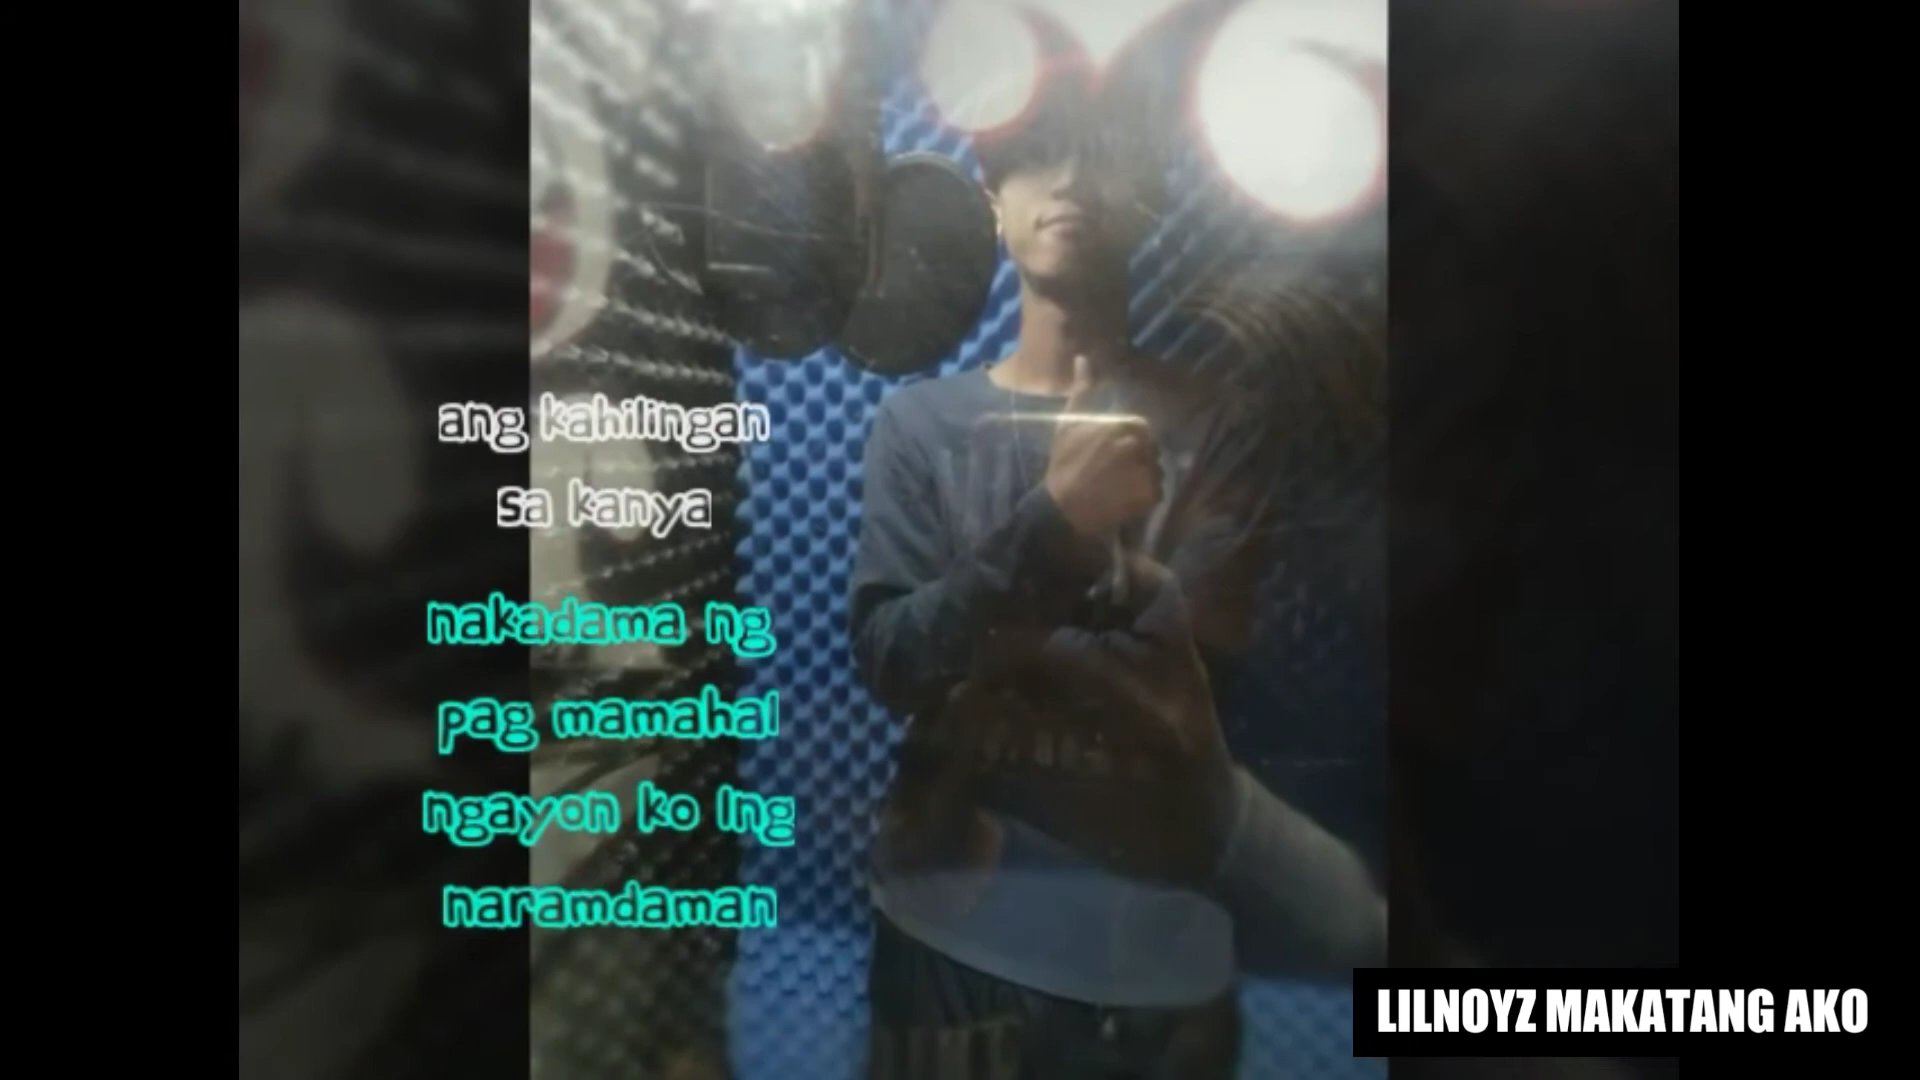 ang kahilingan
sa kanya
nakadama ng
pag mamahal
ngayon ko lng
naramdaman
LILNOYZ MAKATANG AKO